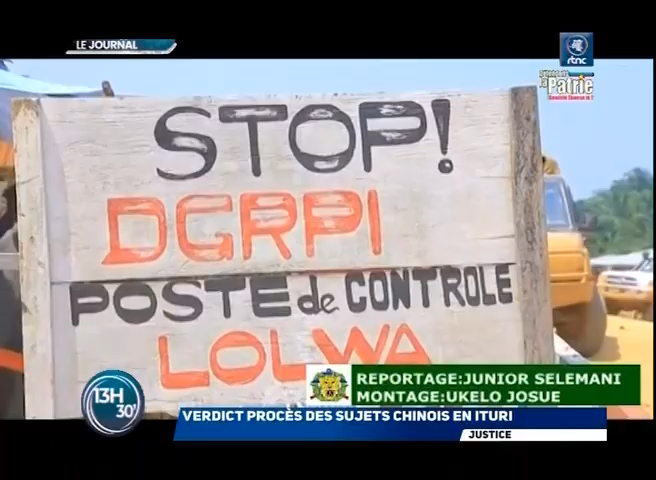 LE JOURNAL
rtnc
la Patrie
STOP!
DGRPI
POSTE de CONTROLE
LOLWA
REPORTAGE:JUNIOR SELEMANI
MONTAGE:UKELO JOSUE
13H
30'
VERDICT PROCÈS DES SUJETS CHINOIS EN ITURI
JUSTICE